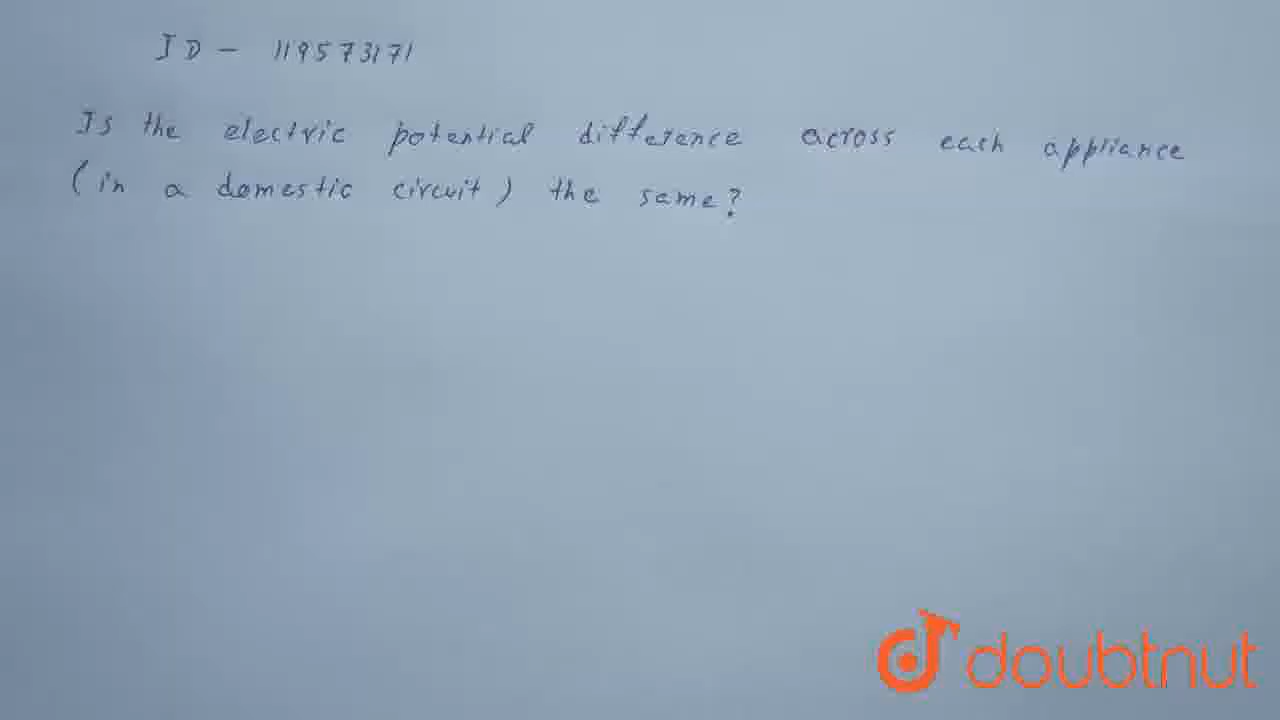 ID - 119573171
Is the electric potential difference across each appliance
(in a domestic circuit) the same?
doubtnut